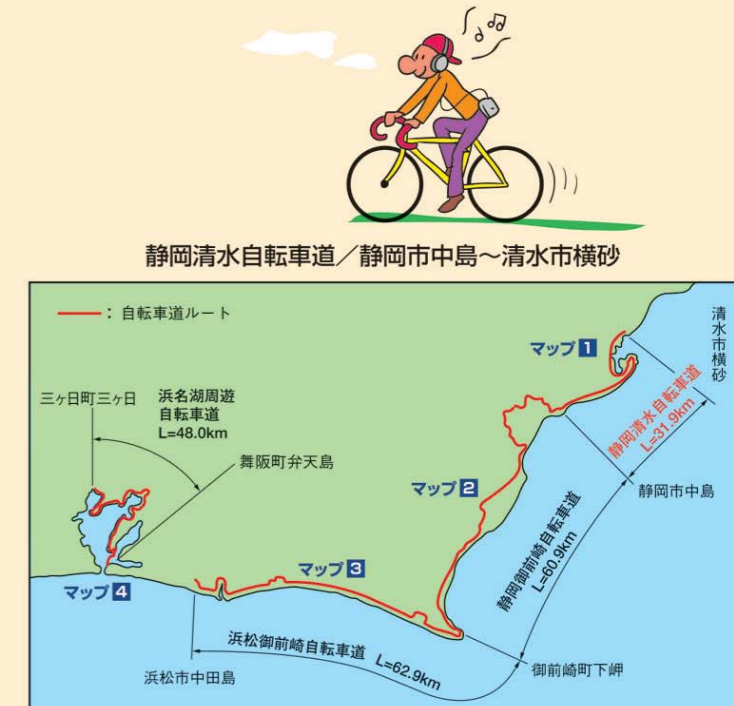 静岡清水自転車道／静岡市中島～清水市横砂
：自転車道ルート
清水市横砂
マップ1
三ヶ日町三ヶ日
浜名湖周遊
自転車道
L=48.0km
静岡清水自転車道
L=31.9km
舞阪町弁天島
マップ2
静岡市中島
静岡御前崎自転車道
L=60.9km
マップ3
マップ4
浜松御前崎自転車道 L=62.9km
浜松市中田島
御前崎町下岬